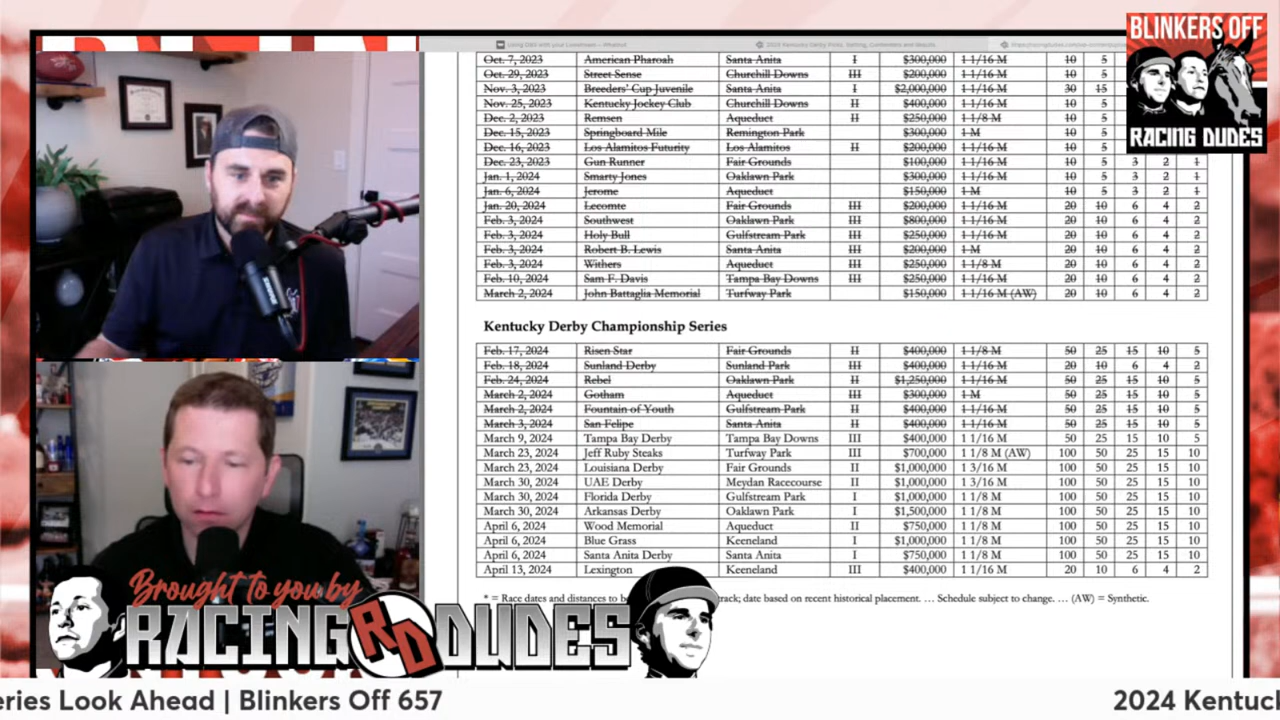 BLINKERS OFF
RACING DUDES
Oct. 7, 2023 American Pharoah Santa Anita I $300,000 1 1/16 M 10 5
Oct. 29, 2023 Street Sense Churchill Downs III $200,000 1 1/16 M 10 5
Nov. 3, 2023 Breeders' Cup Juvenile Santa Anita I $2,000,000 1 1/16 M 30 15
Nov. 25, 2023 Kentucky Jockey Club Churchill Downs II $400,000 1 1/16 M 10 5
Dec. 2, 2023 Remsen Aqueduct II $250,000 1 1/8 M 10 5
Dec. 15, 2023 Springboard Mile Remington Park $300,000 1 M 10 5
Dec. 16, 2023 Los Alamitos Futurity Los Alamitos II $200,000 1 1/16 M 10 5
Dec. 23, 2023 Gun Runner Fair Grounds $100,000 1 1/16 M 10 5 3 2 1
Jan. 1, 2024 Smarty Jones Oaklawn Park $300,000 1 1/16 M 10 5 3 2 1
Jan. 6, 2024 Jerome Aqueduct $150,000 1 M 10 5 3 2 1
Jan. 20, 2024 Lecomte Fair Grounds III $200,000 1 1/16 M 20 10 6 4 2
Feb. 3, 2024 Southwest Oaklawn Park III $800,000 1 1/16 M 20 10 6 4 2
Feb. 3, 2024 Holy Bull Gulfstream Park III $250,000 1 1/16 M 20 10 6 4 2
Feb. 3, 2024 Robert B. Lewis Santa Anita III $200,000 1 M 20 10 6 4 2
Feb. 3, 2024 Withers Aqueduct III $250,000 1 1/8 M 20 10 6 4 2
Feb. 10, 2024 Sam F. Davis Tampa Bay Downs III $250,000 1 1/16 M 20 10 6 4 2
March 2, 2024 John Battaglia Memorial Turfway Park $150,000 1 1/16 M (AW) 20 10 6 4 2
Kentucky Derby Championship Series
Feb. 17, 2024 Risen Star Fair Grounds II $400,000 1 1/8 M 50 25 15 10 5
Feb. 18, 2024 Sunland Derby Sunland Park III $400,000 1 1/16 M 20 10 6 4 2
Feb. 24, 2024 Rebel Oaklawn Park II $1,250,000 1 1/16 M 50 25 15 10 5
March 2, 2024 Gotham Aqueduct III $300,000 1 M 50 25 15 10 5
March 2, 2024 Fountain of Youth Gulfstream Park II $400,000 1 1/16 M 50 25 15 10 5
March 3, 2024 San Felipe Santa Anita II $400,000 1 1/16 M 50 25 15 10 5
March 9, 2024 Tampa Bay Derby Tampa Bay Downs III $400,000 1 1/16 M 50 25 15 10 5
March 23, 2024 Jeff Ruby Steaks Turfway Park III $700,000 1 1/8 M (AW) 100 50 25 15 10
March 23, 2024 Louisiana Derby Fair Grounds II $1,000,000 1 3/16 M 100 50 25 15 10
March 30, 2024 UAE Derby Meydan Racecourse II $1,000,000 1 3/16 M 100 50 25 15 10
March 30, 2024 Florida Derby Gulfstream Park I $1,000,000 1 1/8 M 100 50 25 15 10
March 30, 2024 Arkansas Derby Oaklawn Park I $1,500,000 1 1/8 M 100 50 25 15 10
April 6, 2024 Wood Memorial Aqueduct II $750,000 1 1/8 M 100 50 25 15 10
April 6, 2024 Blue Grass Keeneland I $1,000,000 1 1/8 M 100 50 25 15 10
April 6, 2024 Santa Anita Derby Santa Anita I $750,000 1 1/8 M 100 50 25 15 10
April 13, 2024 Lexington Keeneland III $400,000 1 1/16 M 20 10 6 4 2
* = Race dates and distances to be track; date based on recent historical placement. … Schedule subject to change. … (AW) = Synthetic.
Brought to you by
RACING RD DUDES
eries Look Ahead | Blinkers Off 657 2024 Kentuc